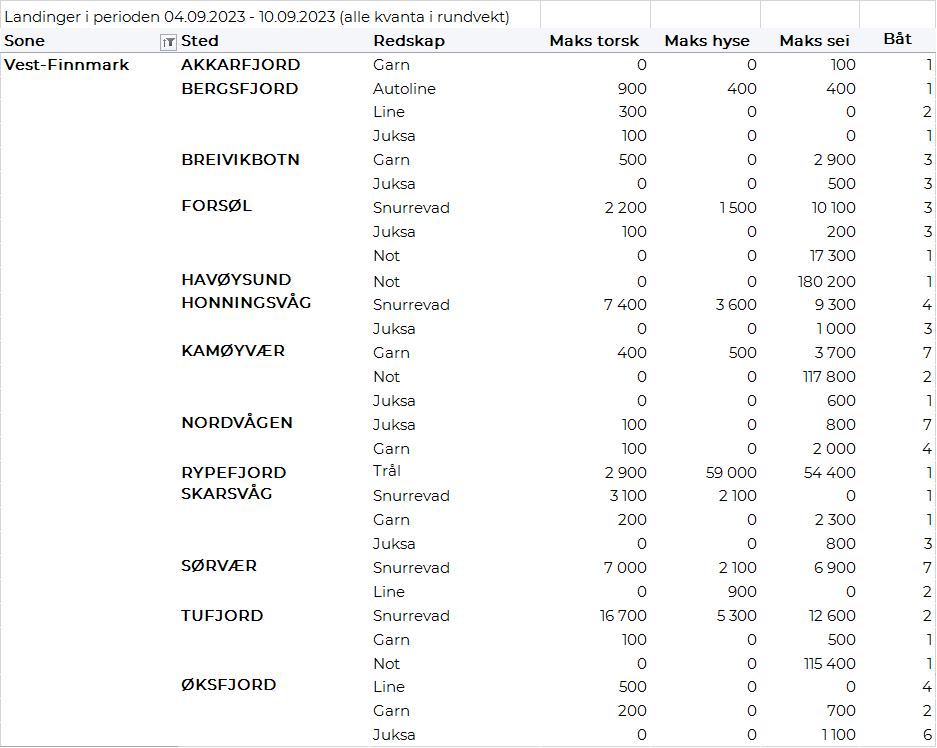 Landinger i perioden 04.09.2023 - 10.09.2023 (alle kvanta i rundvekt)
Sone Sted Redskap Maks torsk Maks hyse Maks sei Båt
Vest-Finnmark AKKARFJORD Garn 0 0 100 1
BERGSFJORD Autoline 900 400 400 1
Line 300 0 0 2
Juksa 100 0 0 1
BREIVIKBOTN Garn 500 0 2 900 3
Juksa 0 0 500 3
FORSØL Snurrevad 2 200 1 500 10 100 3
Juksa 100 0 200 3
Not 0 0 17 300 1
HAVØYSUND Not 0 0 180 200 1
HONNINGSVÅG Snurrevad 7 400 3 600 9 300 4
Juksa 0 0 1 000 3
KAMØYVÆR Garn 400 500 3 700 7
Not 0 0 117 800 2
Juksa 0 0 600 1
NORDVÅGEN Juksa 100 0 800 7
Garn 100 0 2 000 4
RYPEFJORD Trål 2 900 59 000 54 400 1
SKARSVÅG Snurrevad 3 100 2 100 0 1
Garn 200 0 2 300 1
Juksa 0 0 800 3
SØRVÆR Snurrevad 7 000 2 100 6 900 7
Line 0 900 0 2
TUFJORD Snurrevad 16 700 5 300 12 600 2
Garn 100 0 500 1
Not 0 0 115 400 1
ØKSFJORD Line 500 0 0 4
Garn 200 0 700 2
Juksa 0 0 1 100 6